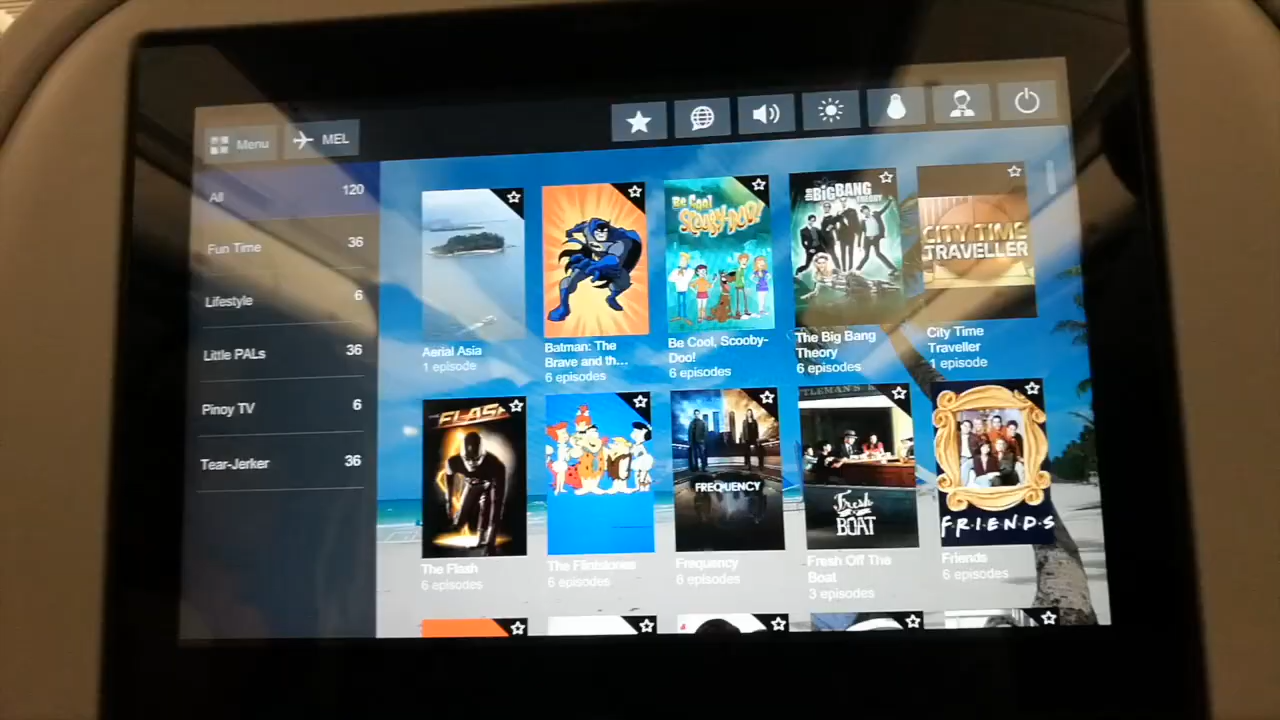 Menu
MEL
All 120
Fun Time 36
Lifestyle 6
Little PALs 36
Pinoy TV 6
Tear-Jerker 36
Be Cool
SCOOBY-DOO!
the BIG BANG
THEORY
CITY TIME
TRAVELLER
Aerial Asia
1 episode
Batman: The
Brave and th...
6 episodes
Be Cool, Scooby-
Doo!
6 episodes
The Big Bang
Theory
6 episodes
City Time
Traveller
1 episode
FLASH
FREQUENCY
Fresh
off the
BOAT
F·R·I·E·N·D·S
The Flash
6 episodes
The Flintstones
6 episodes
Frequency
6 episodes
Fresh Off The
Boat
3 episodes
Friends
6 episodes